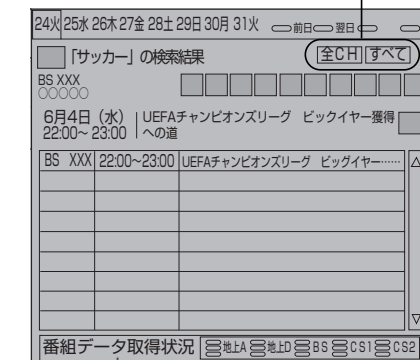 24火 25水 26木 27金 28土 29日 30月 31火 前日 翌日
「サッカー」の検索結果 全CH すべて
BS XXX
○○○○○
6月4日（水） UEFAチャンピオンズリーグ ビックイヤー獲得
22:00~23:00 への道
BS XXX 22:00~23:00 UEFAチャンピオンズリーグ ビッグイヤー……
番組データ取得状況 地上A 地上D BS CS1 CS2